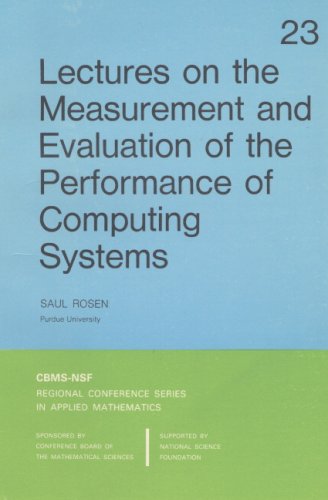 23
Lectures on the
Measurement and
Evaluation of the
Performance of
Computing
Systems
SAUL ROSEN
Purdue University
CBMS-NSF
REGIONAL CONFERENCE SERIES
IN APPLIED MATHEMATICS
SPONSORED BY
CONFERENCE BOARD OF
THE MATHEMATICAL SCIENCES
SUPPORTED BY
NATIONAL SCIENCE
FOUNDATION